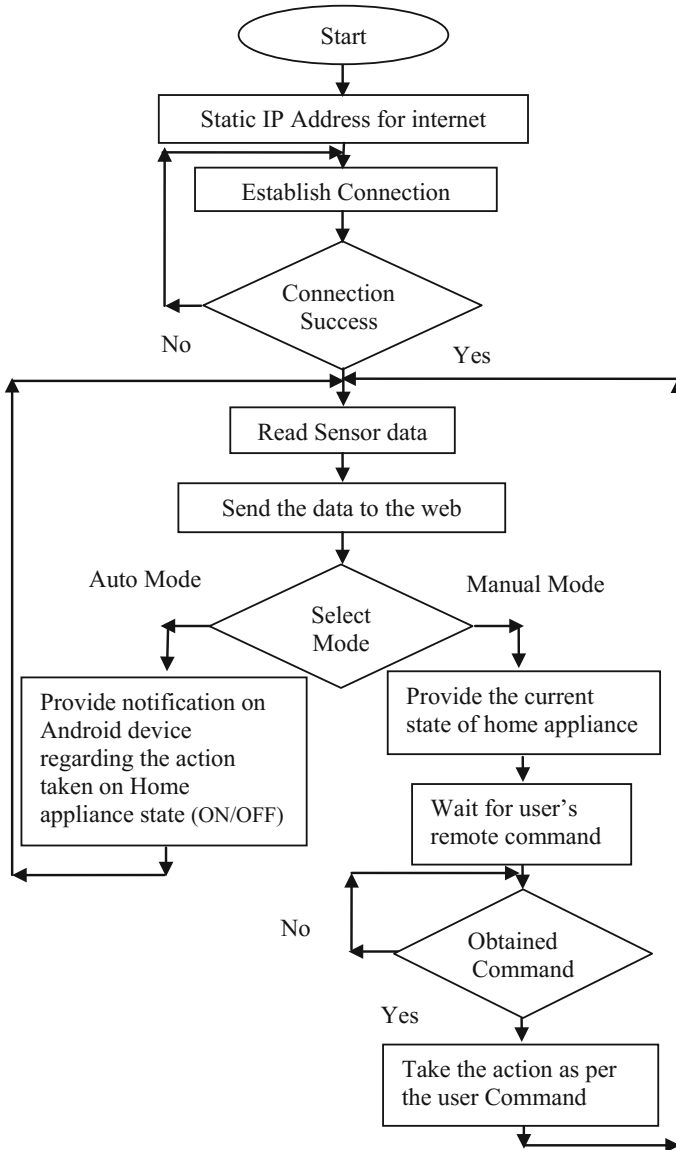 Start
Static IP Address for internet
Establish Connection
Connection
Success
No
Yes
Read Sensor data
Send the data to the web
Auto Mode
Manual Mode
Select
Mode
Provide notification on
Android device
regarding the action
taken on Home
appliance state (ON/OFF)
Provide the current
state of home appliance
Wait for user’s
remote command
No
Obtained
Command
Yes
Take the action as per
the user Command